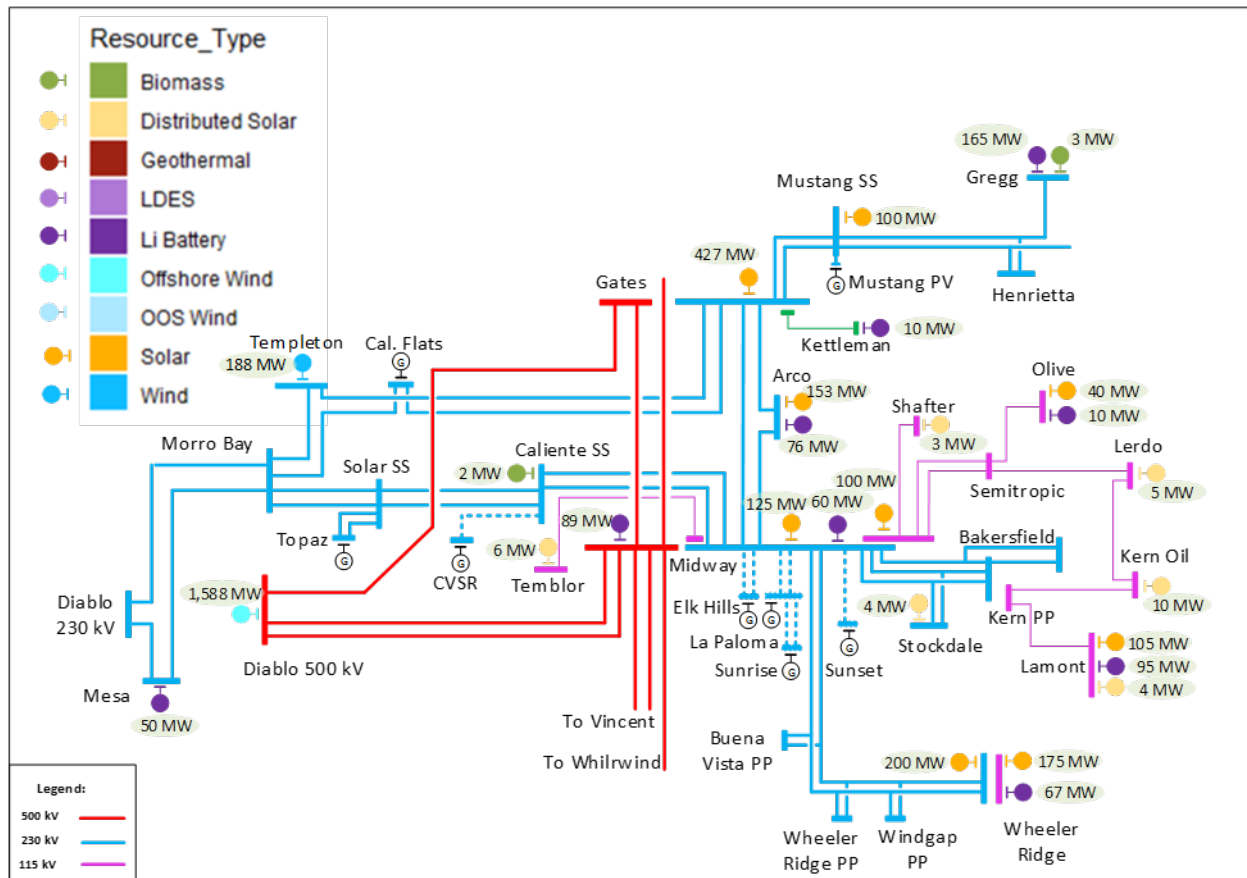 Resource_Type
Biomass
Distributed Solar
Geothermal
LDES
Li Battery
Offshore Wind
OOS Wind
Solar
Wind
165 MW
3 MW
Gregg
Mustang SS
100 MW
427 MW
G
Mustang PV
Henrietta
Gates
10 MW
Kettleman
Templeton
188 MW
Cal. Flats
G
Arco
153 MW
76 MW
Olive
40 MW
10 MW
Shafter
3 MW
Morro Bay
Solar SS
Caliente SS
2 MW
Semitropic
Lerdo
5 MW
100 MW
125 MW
60 MW
89 MW
Topaz
G
CVSR
G
6 MW
Temblor
Midway
Bakersfield
Kern Oil
10 MW
1,588 MW
Diablo
230 kV
Diablo 500 kV
Elk Hills
G
G
La Paloma
Sunrise
G
Sunset
G
4 MW
Stockdale
Kern PP
Lamont
105 MW
95 MW
4 MW
Mesa
50 MW
To Vincent
To Whilrwind
Buena
Vista PP
200 MW
175 MW
67 MW
Wheeler
Ridge PP
Windgap
PP
Wheeler
Ridge
Legend:
500 kV
230 kV
115 kV